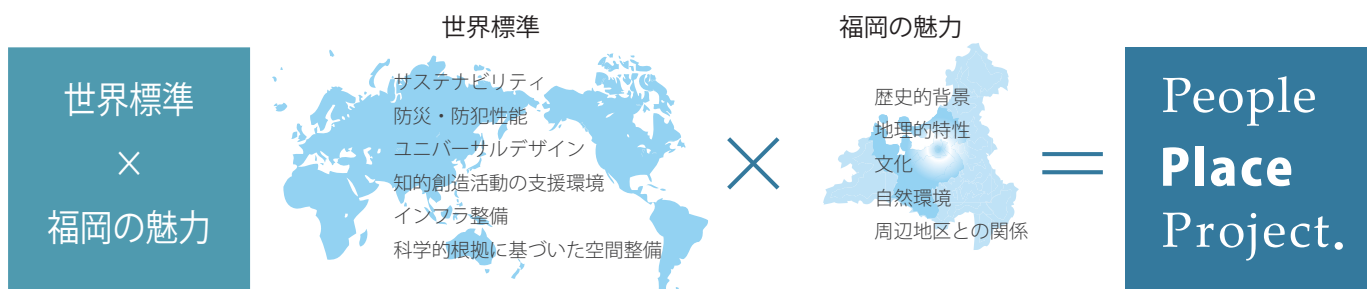 世界標準
×
福岡の魅力
世界標準
サステナビリティ
防災・防犯性能
ユニバーサルデザイン
知的創造活動の支援環境
インフラ整備
科学的根拠に基づいた空間整備
×
福岡の魅力
歴史的背景
地理的特性
文化
自然環境
周辺地区との関係
=
People
Place
Project.